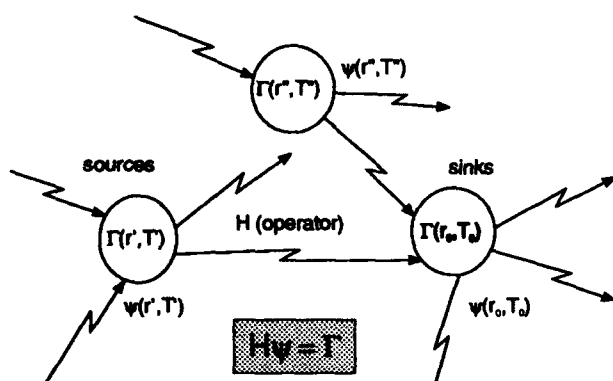 ψ(r",T")
Γ(r",T")
sources
sinks
H (operator)
Γ(r',T')
Γ(r₀,T₀)
ψ(r',T')
ψ(r₀,T₀)
Hψ = Γ